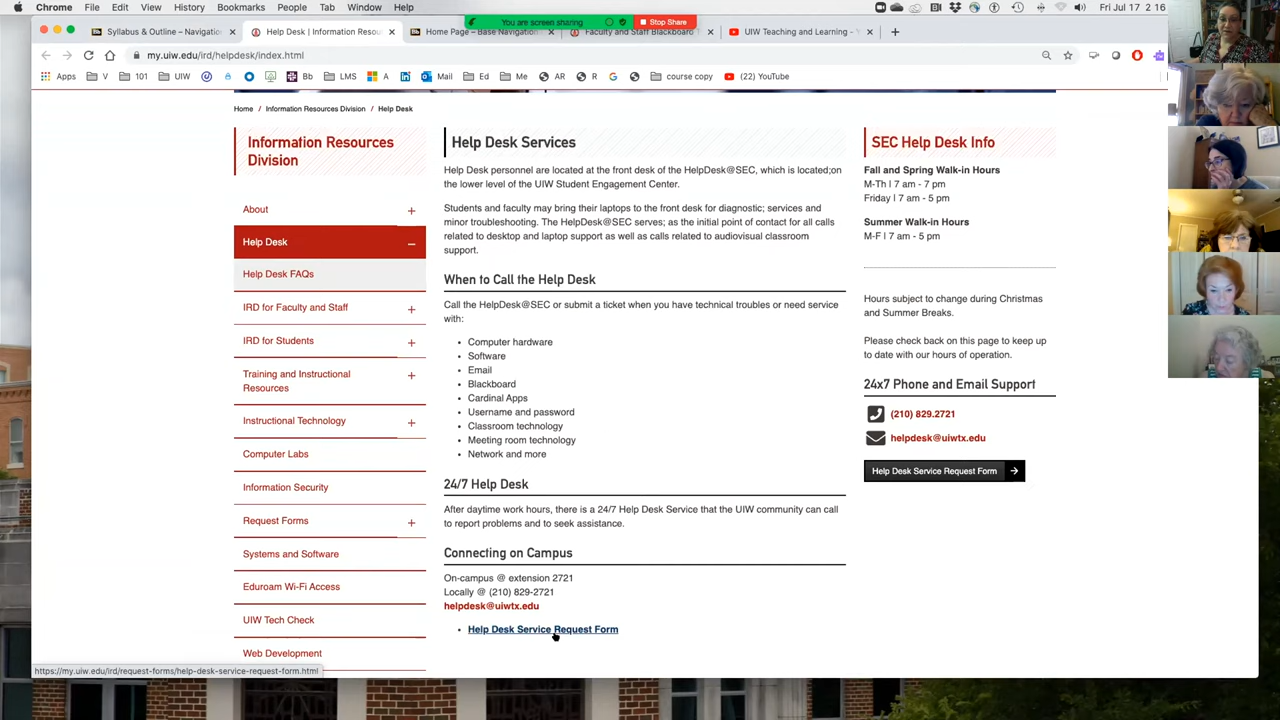 Chrome File Edit View History Bookmarks People Tab Window Help
Fri Jul 17 2 16
You are screen sharing
Stop Share
Syllabus & Outline – Navigation
Help Desk | Information Resou
Home Page – Base Navigation
Faculty and Staff Blackboard
UIW Teaching and Learning - Y
my.uiw.edu/ird/helpdesk/index.html
Apps V 101 UIW Bb LMS A Mail Ed Me AR R course copy (22) YouTube
Home / Information Resources Division / Help Desk
Information Resources
Division
About
Help Desk
Help Desk FAQs
IRD for Faculty and Staff
IRD for Students
Training and Instructional
Resources
Instructional Technology
Computer Labs
Information Security
Request Forms
Systems and Software
Eduroam Wi-Fi Access
UIW Tech Check
Web Development
Help Desk Services
Help Desk personnel are located at the front desk of the HelpDesk@SEC, which is located;on
the lower level of the UIW Student Engagement Center.
Students and faculty may bring their laptops to the front desk for diagnostic; services and
minor troubleshooting. The HelpDesk@SEC serves; as the initial point of contact for all calls
related to desktop and laptop support as well as calls related to audiovisual classroom
support.
When to Call the Help Desk
Call the HelpDesk@SEC or submit a ticket when you have technical troubles or need service
with:
• Computer hardware
• Software
• Email
• Blackboard
• Cardinal Apps
• Username and password
• Classroom technology
• Meeting room technology
• Network and more
24/7 Help Desk
After daytime work hours, there is a 24/7 Help Desk Service that the UIW community can call
to report problems and to seek assistance.
Connecting on Campus
On-campus @ extension 2721
Locally @ (210) 829-2721
helpdesk@uiwtx.edu
• Help Desk Service Request Form
SEC Help Desk Info
Fall and Spring Walk-in Hours
M-Th | 7 am - 7 pm
Friday | 7 am - 5 pm
Summer Walk-in Hours
M-F | 7 am - 5 pm
Hours subject to change during Christmas
and Summer Breaks.
Please check back on this page to keep up
to date with our hours of operation.
24x7 Phone and Email Support
(210) 829.2721
helpdesk@uiwtx.edu
Help Desk Service Request Form
https://my.uiw.edu/ird/request-forms/help-desk-service-request-form.html